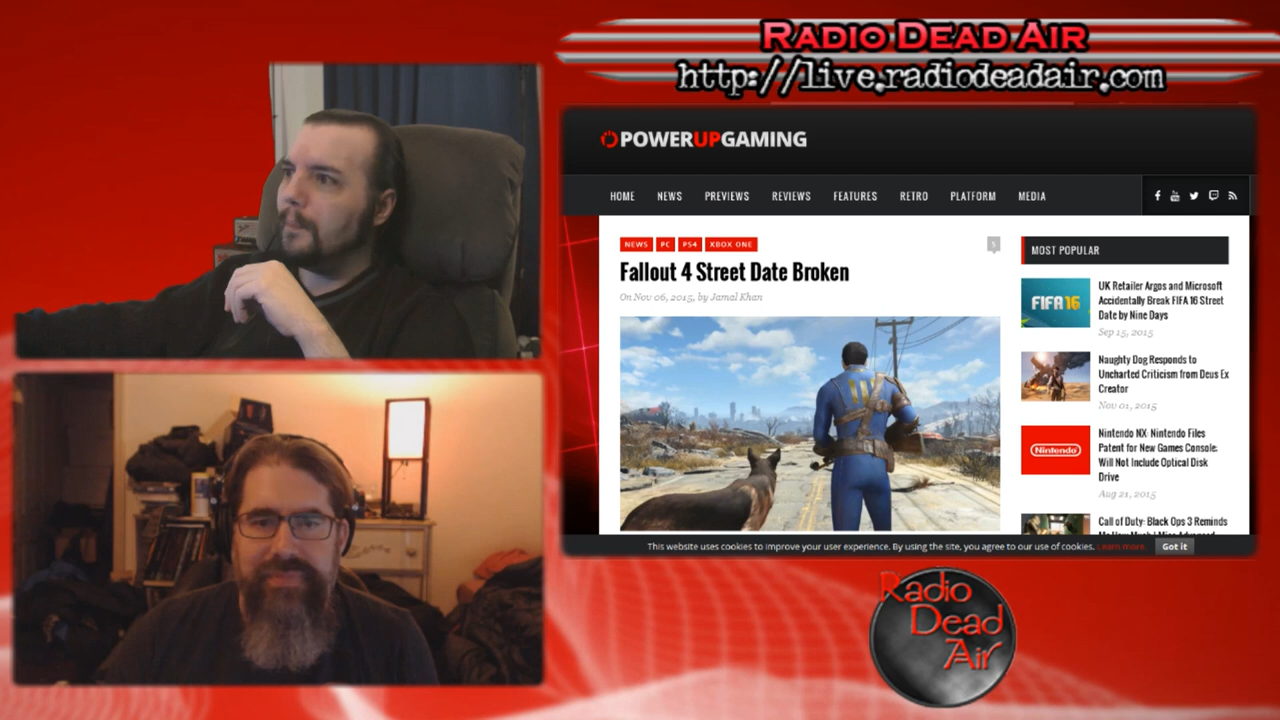 RADIO DEAD AIR
http://live.radiodeadair.com
POWERUPGAMING
HOME NEWS PREVIEWS REVIEWS FEATURES RETRO PLATFORM MEDIA
NEWS PC PS4 XBOX ONE
5
Fallout 4 Street Date Broken
On Nov 06, 2015, by Jamal Khan
MOST POPULAR
FIFA 16
UK Retailer Argos and Microsoft
Accidentally Break FIFA 16 Street
Date by Nine Days
Sep 15, 2015
Naughty Dog Responds to
Uncharted Criticism from Deus Ex
Creator
Nov 01, 2015
Nintendo
Nintendo NX: Nintendo Files
Patent for New Games Console;
Will Not Include Optical Disk
Drive
Aug 21, 2015
Call of Duty: Black Ops 3 Reminds
This website uses cookies to improve your user experience. By using the site, you agree to our use of cookies. Learn more. Got it
Radio
Dead
Air